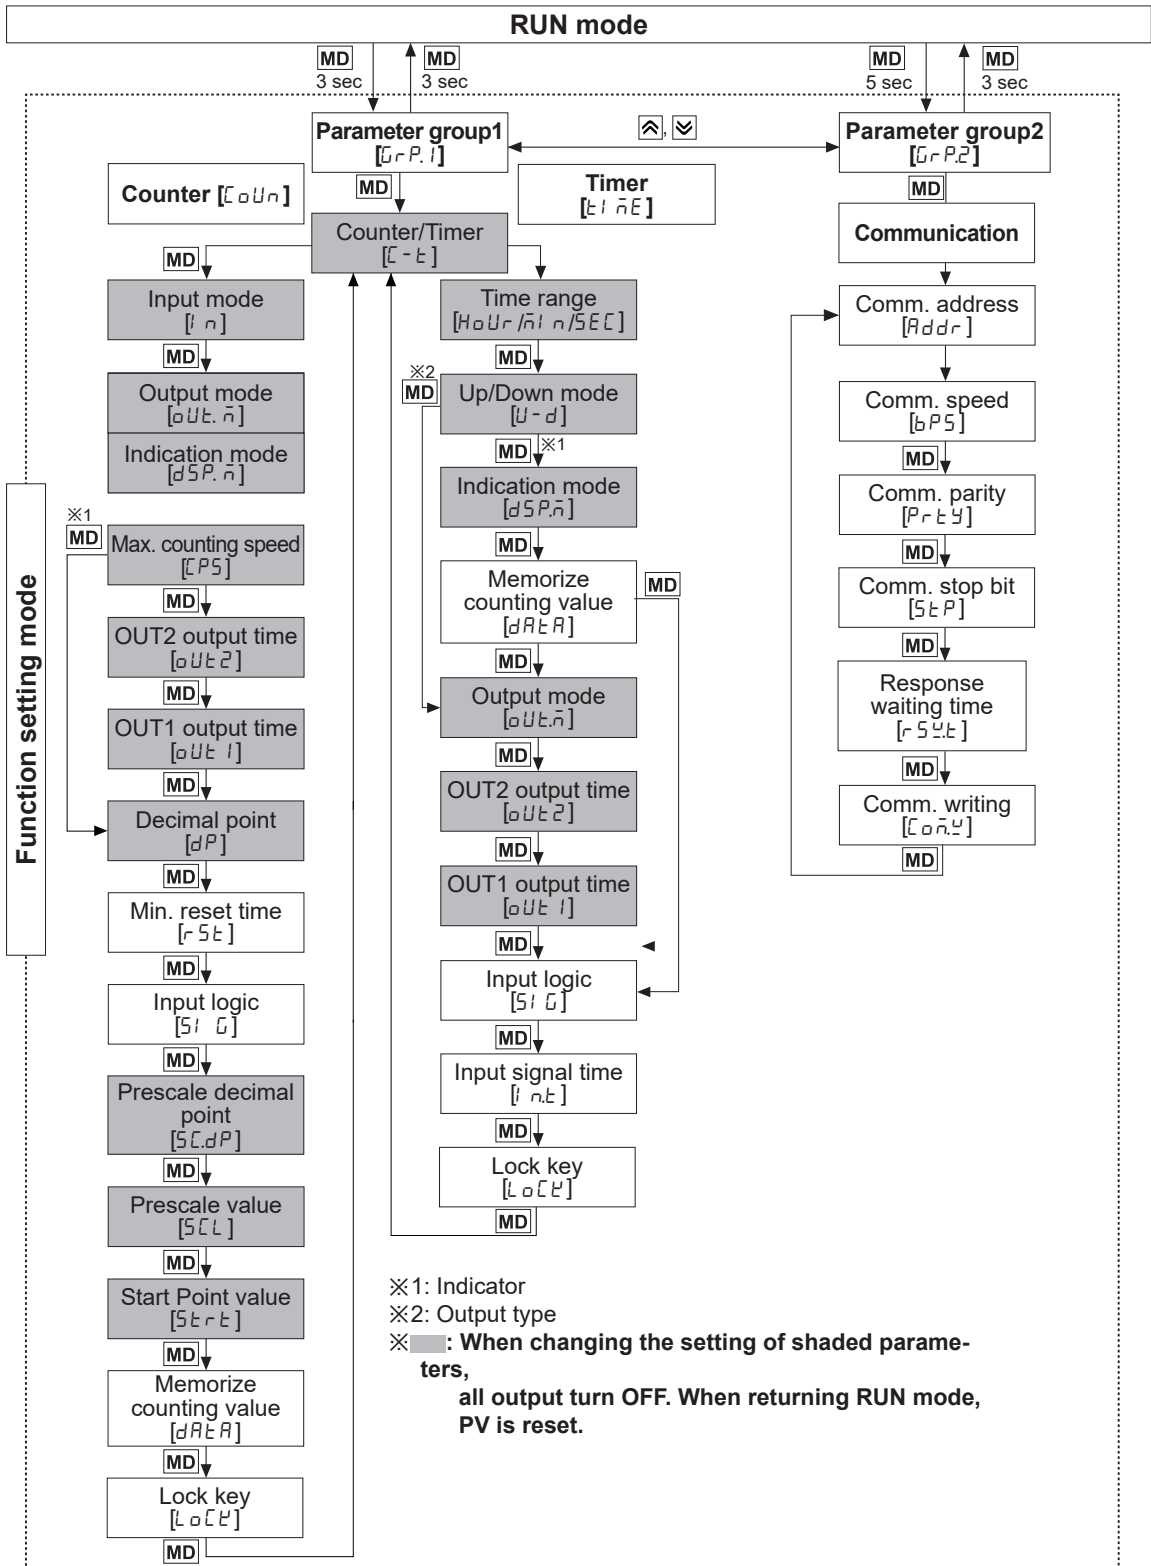 RUN mode
MD
3 sec
MD
3 sec
MD
5 sec
MD
3 sec
Parameter group1
[GrP.1]
Parameter group2
[GrP.2]
MD
MD
Counter [CoUn]
Timer
[tImE]
Counter/Timer
[C-t]
Communication
MD
Input mode
[In]
MD
Output mode
[oUt.m]
Indication mode
[dSP.m]
※1
MD
Max. counting speed
[CPS]
MD
OUT2 output time
[oUt2]
MD
OUT1 output time
[oUt1]
MD
Decimal point
[dP]
MD
Min. reset time
[rSt]
MD
Input logic
[SIG]
MD
Prescale decimal
point
[SC.dP]
MD
Prescale value
[SCL]
MD
Start Point value
[Strt]
MD
Memorize
counting value
[dAtA]
MD
Lock key
[LoCK]
MD
Time range
[HoUr/mIn/SEC]
MD
※2
MD
Up/Down mode
[U-d]
MD
※1
Indication mode
[dSP.m]
MD
Memorize
counting value
[dAtA]
MD
MD
Output mode
[oUt.m]
MD
OUT2 output time
[oUt2]
MD
OUT1 output time
[oUt1]
MD
Input logic
[SIG]
MD
Input signal time
[In.t]
MD
Lock key
[LoCK]
MD
Comm. address
[Addr]
Comm. speed
[bPS]
MD
Comm. parity
[PrtY]
MD
Comm. stop bit
[StP]
MD
Response
waiting time
[rSW.t]
MD
Comm. writing
[Com.W]
MD
Function setting mode
※1: Indicator
※2: Output type
※ : When changing the setting of shaded parame-
ters,
all output turn OFF. When returning RUN mode,
PV is reset.